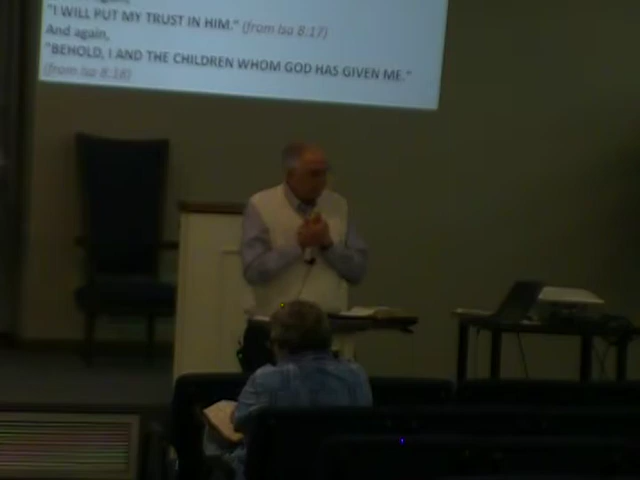 "I WILL PUT MY TRUST IN HIM." (from Isa 8:17)
And again,
"BEHOLD, I AND THE CHILDREN WHOM GOD HAS GIVEN ME."
(from Isa 8:18)